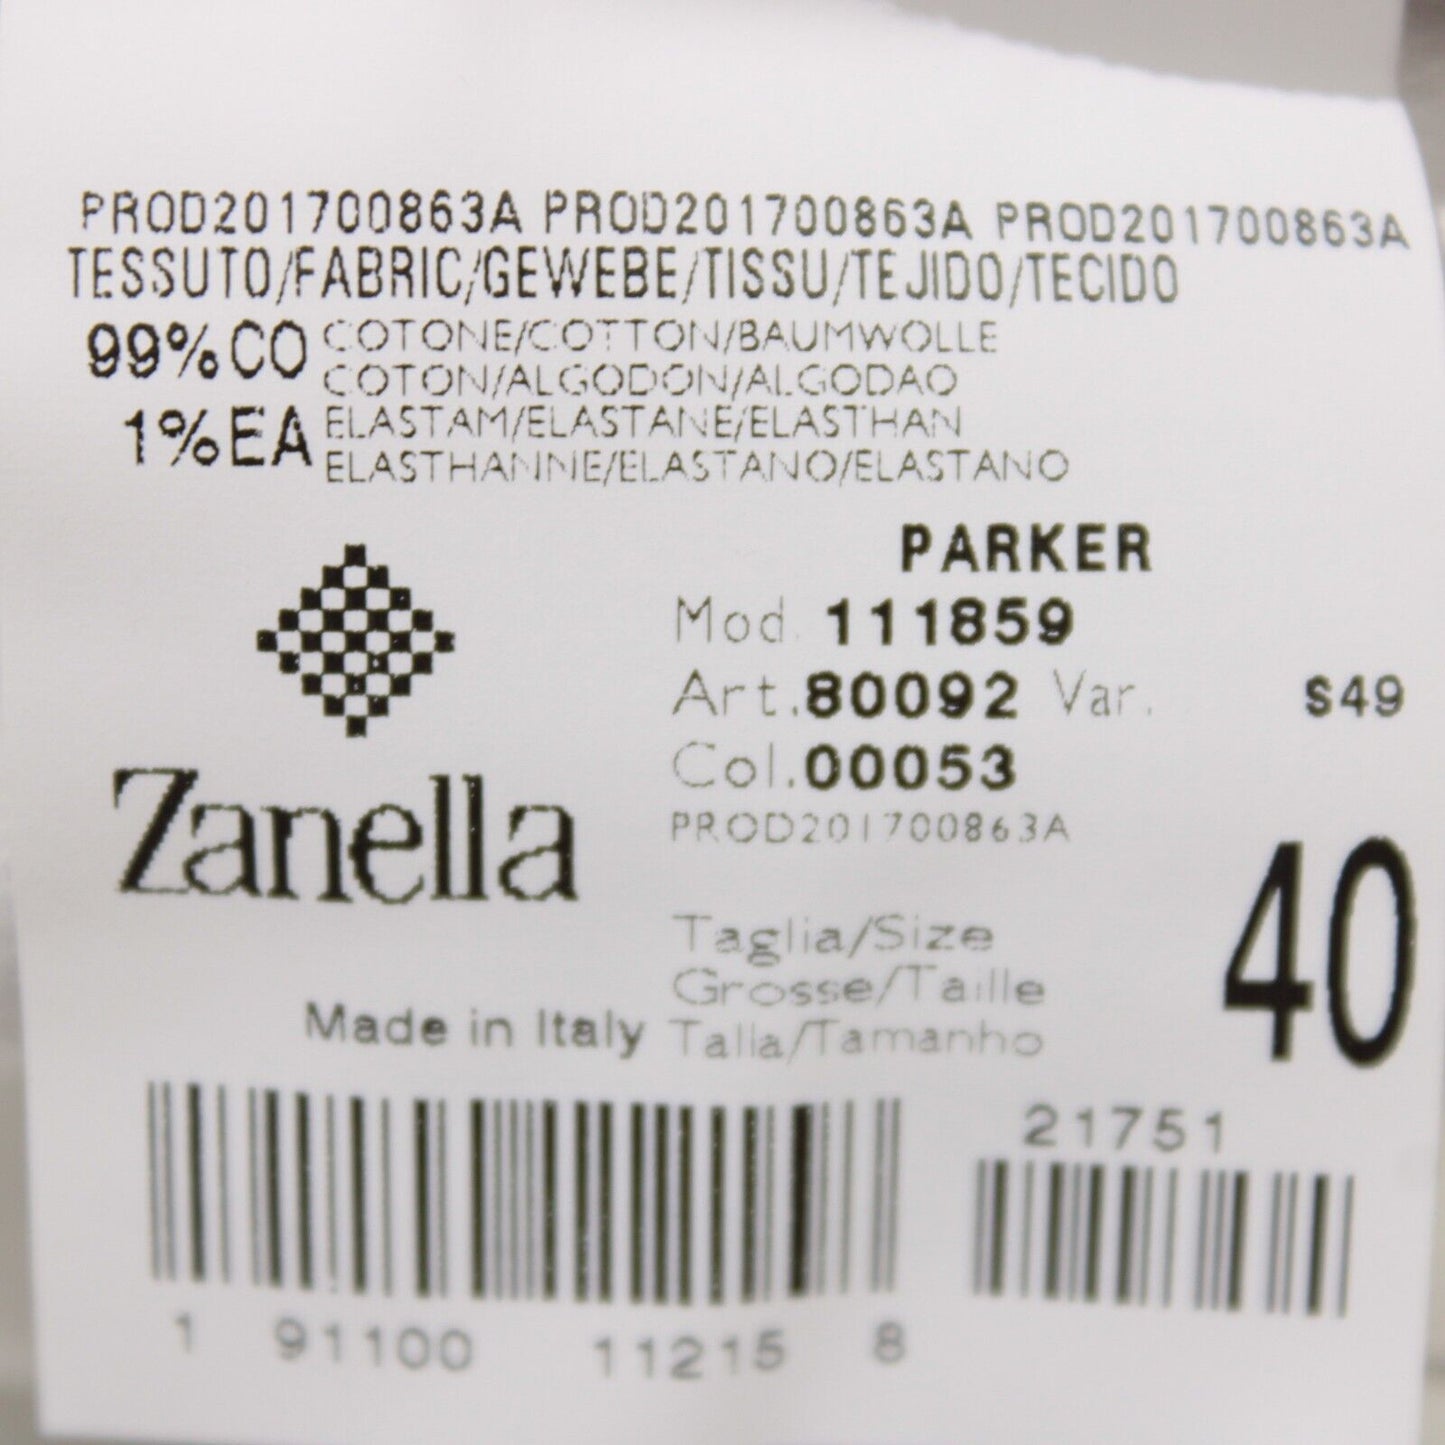 PROD201700863A PROD201700863A PROD201700863A
TESSUTO/FABRIC/GEWEBE/TISSU/TEJIDO/TECIDO
99%CO COTONE/COTTON/BAUMWOLLE
COTON/ALGODON/ALGODAO
1%EA ELASTAM/ELASTANE/ELASTHAN
ELASTHANNE/ELASTANO/ELASTANO
PARKER
Mod. 111859
Art.80092 Var. S49
Col.00053
PROD201700863A
Zanella
Taglia/Size
Grosse/Taille
Talla/Tamanho
40
Made in Italy
21751
1 91100 11215 8